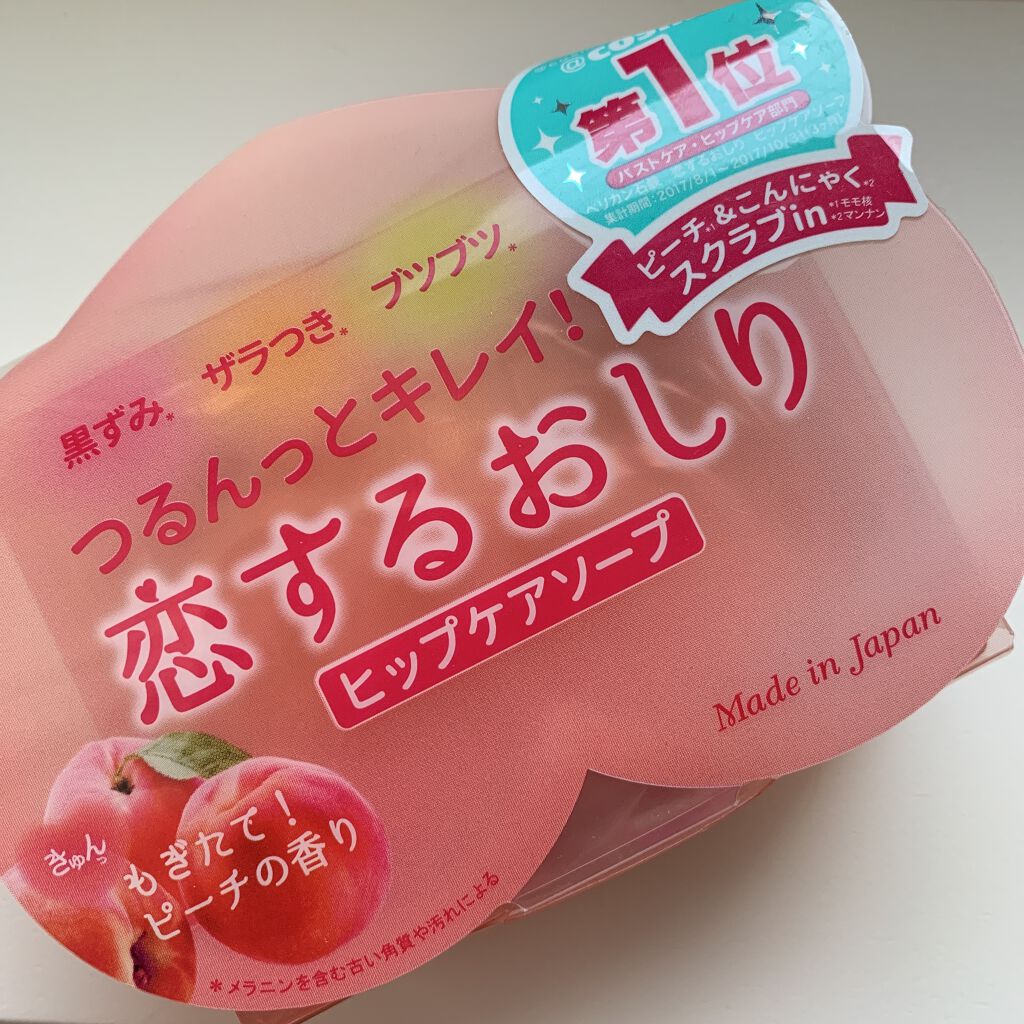 第1位
バストケア・ヒップケア部門
ペリカン石鹸 恋するおしり ヒップケアソープ
集計期間:2017/8/1~2017/10/31(3ヶ月)
ピーチ*1&こんにゃく*2
スクラブin
*1モモ核
*2マンナン
黒ずみ* ザラつき* ブツブツ*
つるんっとキレイ!
恋するおしり
ヒップケアソープ
Made in Japan
きゅんっ
もぎたて!
ピーチの香り
*メラニンを含む古い角質や汚れによる